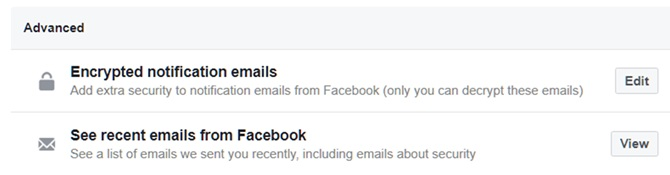 Advanced
Encrypted notification emails
Add extra security to notification emails from Facebook (only you can decrypt these emails)
Edit
See recent emails from Facebook
See a list of emails we sent you recently, including emails about security
View